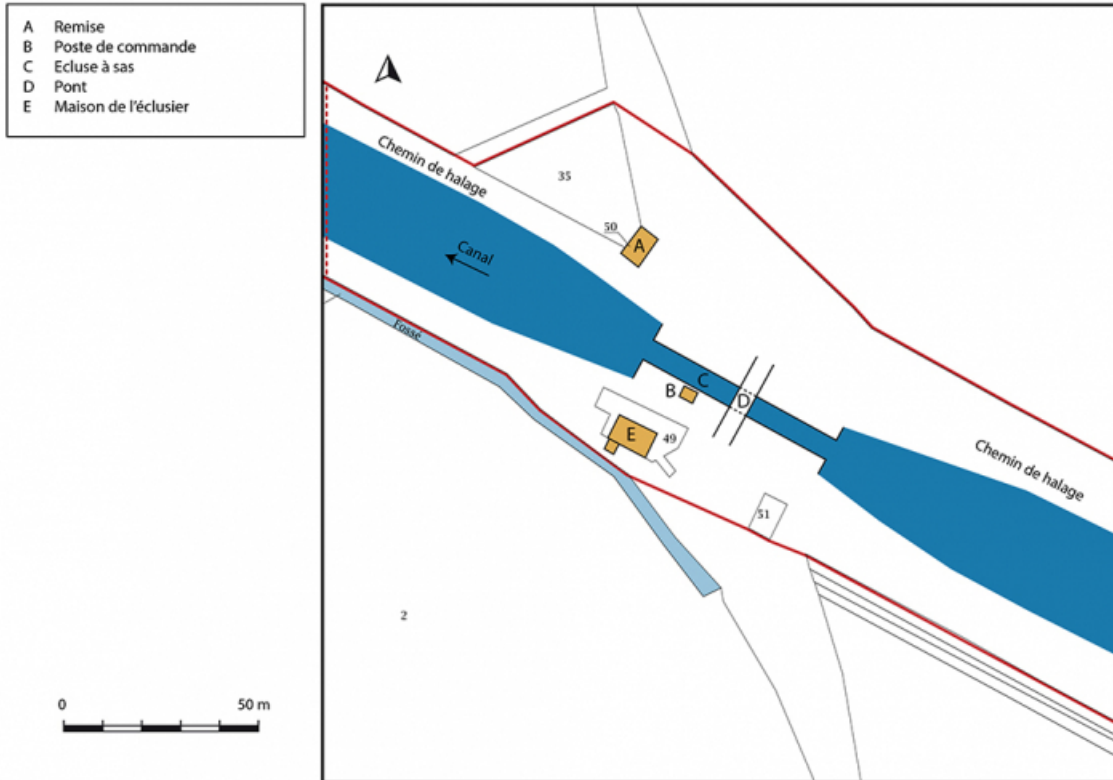 A Remise
B Poste de commande
C Ecluse à sas
D Pont
E Maison de l'éclusier
Chemin de halage
35
50
A
Canal
Fossé
C
B
D
E
49
Chemin de halage
51
2
0 50 m